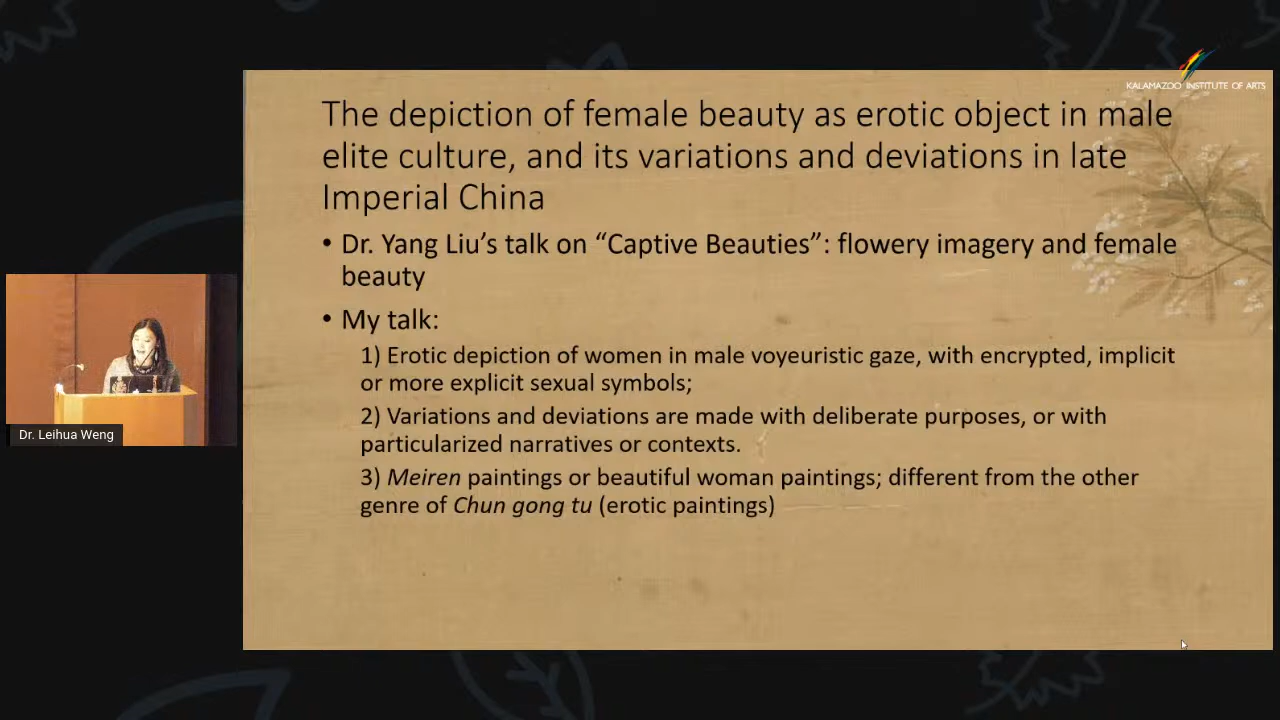 KALAMAZOO INSTITUTE OF ARTS
The depiction of female beauty as erotic object in male
elite culture, and its variations and deviations in late
Imperial China
• Dr. Yang Liu’s talk on “Captive Beauties”: flowery imagery and female
beauty
• My talk:
1) Erotic depiction of women in male voyeuristic gaze, with encrypted, implicit
or more explicit sexual symbols;
2) Variations and deviations are made with deliberate purposes, or with
particularized narratives or contexts.
3) Meiren paintings or beautiful woman paintings; different from the other
genre of Chun gong tu (erotic paintings)
Dr. Leihua Weng